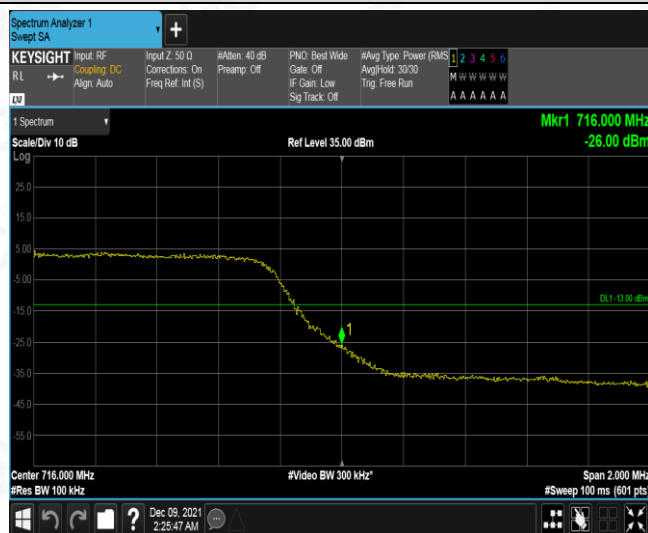 Spectrum Analyzer 1
Swept SA
+
KEYSIGHT
RL
LXI
Input: RF
Coupling: DC
Align: Auto
Input Z: 50 Ω
Corrections: On
Freq Ref: Int (S)
#Atten: 40 dB
Preamp: Off
PNO: Best Wide
Gate: Off
IF Gain: Low
Sig Track: Off
#Avg Type: Power (RMS
Avg|Hold: 30/30
Trig: Free Run
1 2 3 4 5 6
M W W W W W
A A A A A A
1 Spectrum
Scale/Div 10 dB
Log
Ref Level 35.00 dBm
Mkr1 716.000 MHz
-26.00 dBm
25.0
15.0
5.00
-5.00
-15.0
-25.0
-35.0
-45.0
-55.0
DL1 -13.00 dBm
1
Center 716.000 MHz
#Res BW 100 kHz
#Video BW 300 kHz*
Span 2.000 MHz
#Sweep 100 ms (601 pts)
?
Dec 09, 2021
2:25:47 AM